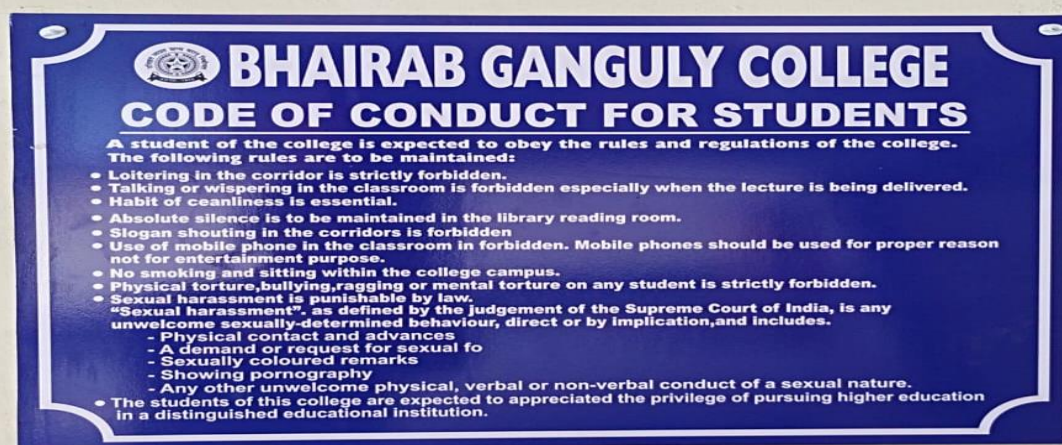 BHAIRAB GANGULY COLLEGE
CODE OF CONDUCT FOR STUDENTS
A student of the college is expected to obey the rules and regulations of the college.
The following rules are to be maintained:
• Loitering in the corridor is strictly forbidden.
• Talking or wispering in the classroom is forbidden especially when the lecture is being delivered.
• Habit of ceanliness is essential.
• Absolute silence is to be maintained in the library reading room.
• Slogan shouting in the corridors is forbidden
• Use of mobile phone in the classroom in forbidden. Mobile phones should be used for proper reason
not for entertainment purpose.
• No smoking and sitting within the college campus.
• Physical torture,bullying,ragging or mental torture on any student is strictly forbidden.
• Sexual harassment is punishable by law.
"Sexual harassment". as defined by the judgement of the Supreme Court of India, is any
unwelcome sexually-determined behaviour, direct or by implication,and includes.
- Physical contact and advances
- A demand or request for sexual fo
- Sexually coloured remarks
- Showing pornography
- Any other unwelcome physical, verbal or non-verbal conduct of a sexual nature.
• The students of this college are expected to appreciated the privilege of pursuing higher education
in a distinguished educational institution.